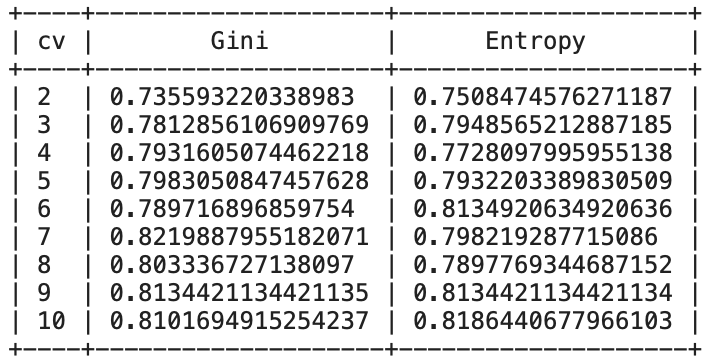 +----+--------------------+--------------------+
| cv |        Gini        |      Entropy       |
+----+--------------------+--------------------+
| 2  | 0.735593220338983  | 0.7508474576271187 |
| 3  | 0.7812856106909769 | 0.7948565212887185 |
| 4  | 0.7931605074462218 | 0.7728097995955138 |
| 5  | 0.7983050847457628 | 0.7932203389830509 |
| 6  | 0.789716896859754  | 0.8134920634920636 |
| 7  | 0.8219887955182071 | 0.798219287715086  |
| 8  | 0.803336727138097  | 0.7897769344687152 |
| 9  | 0.8134421134421135 | 0.8134421134421134 |
| 10 | 0.8101694915254237 | 0.8186440677966103 |
+----+--------------------+--------------------+